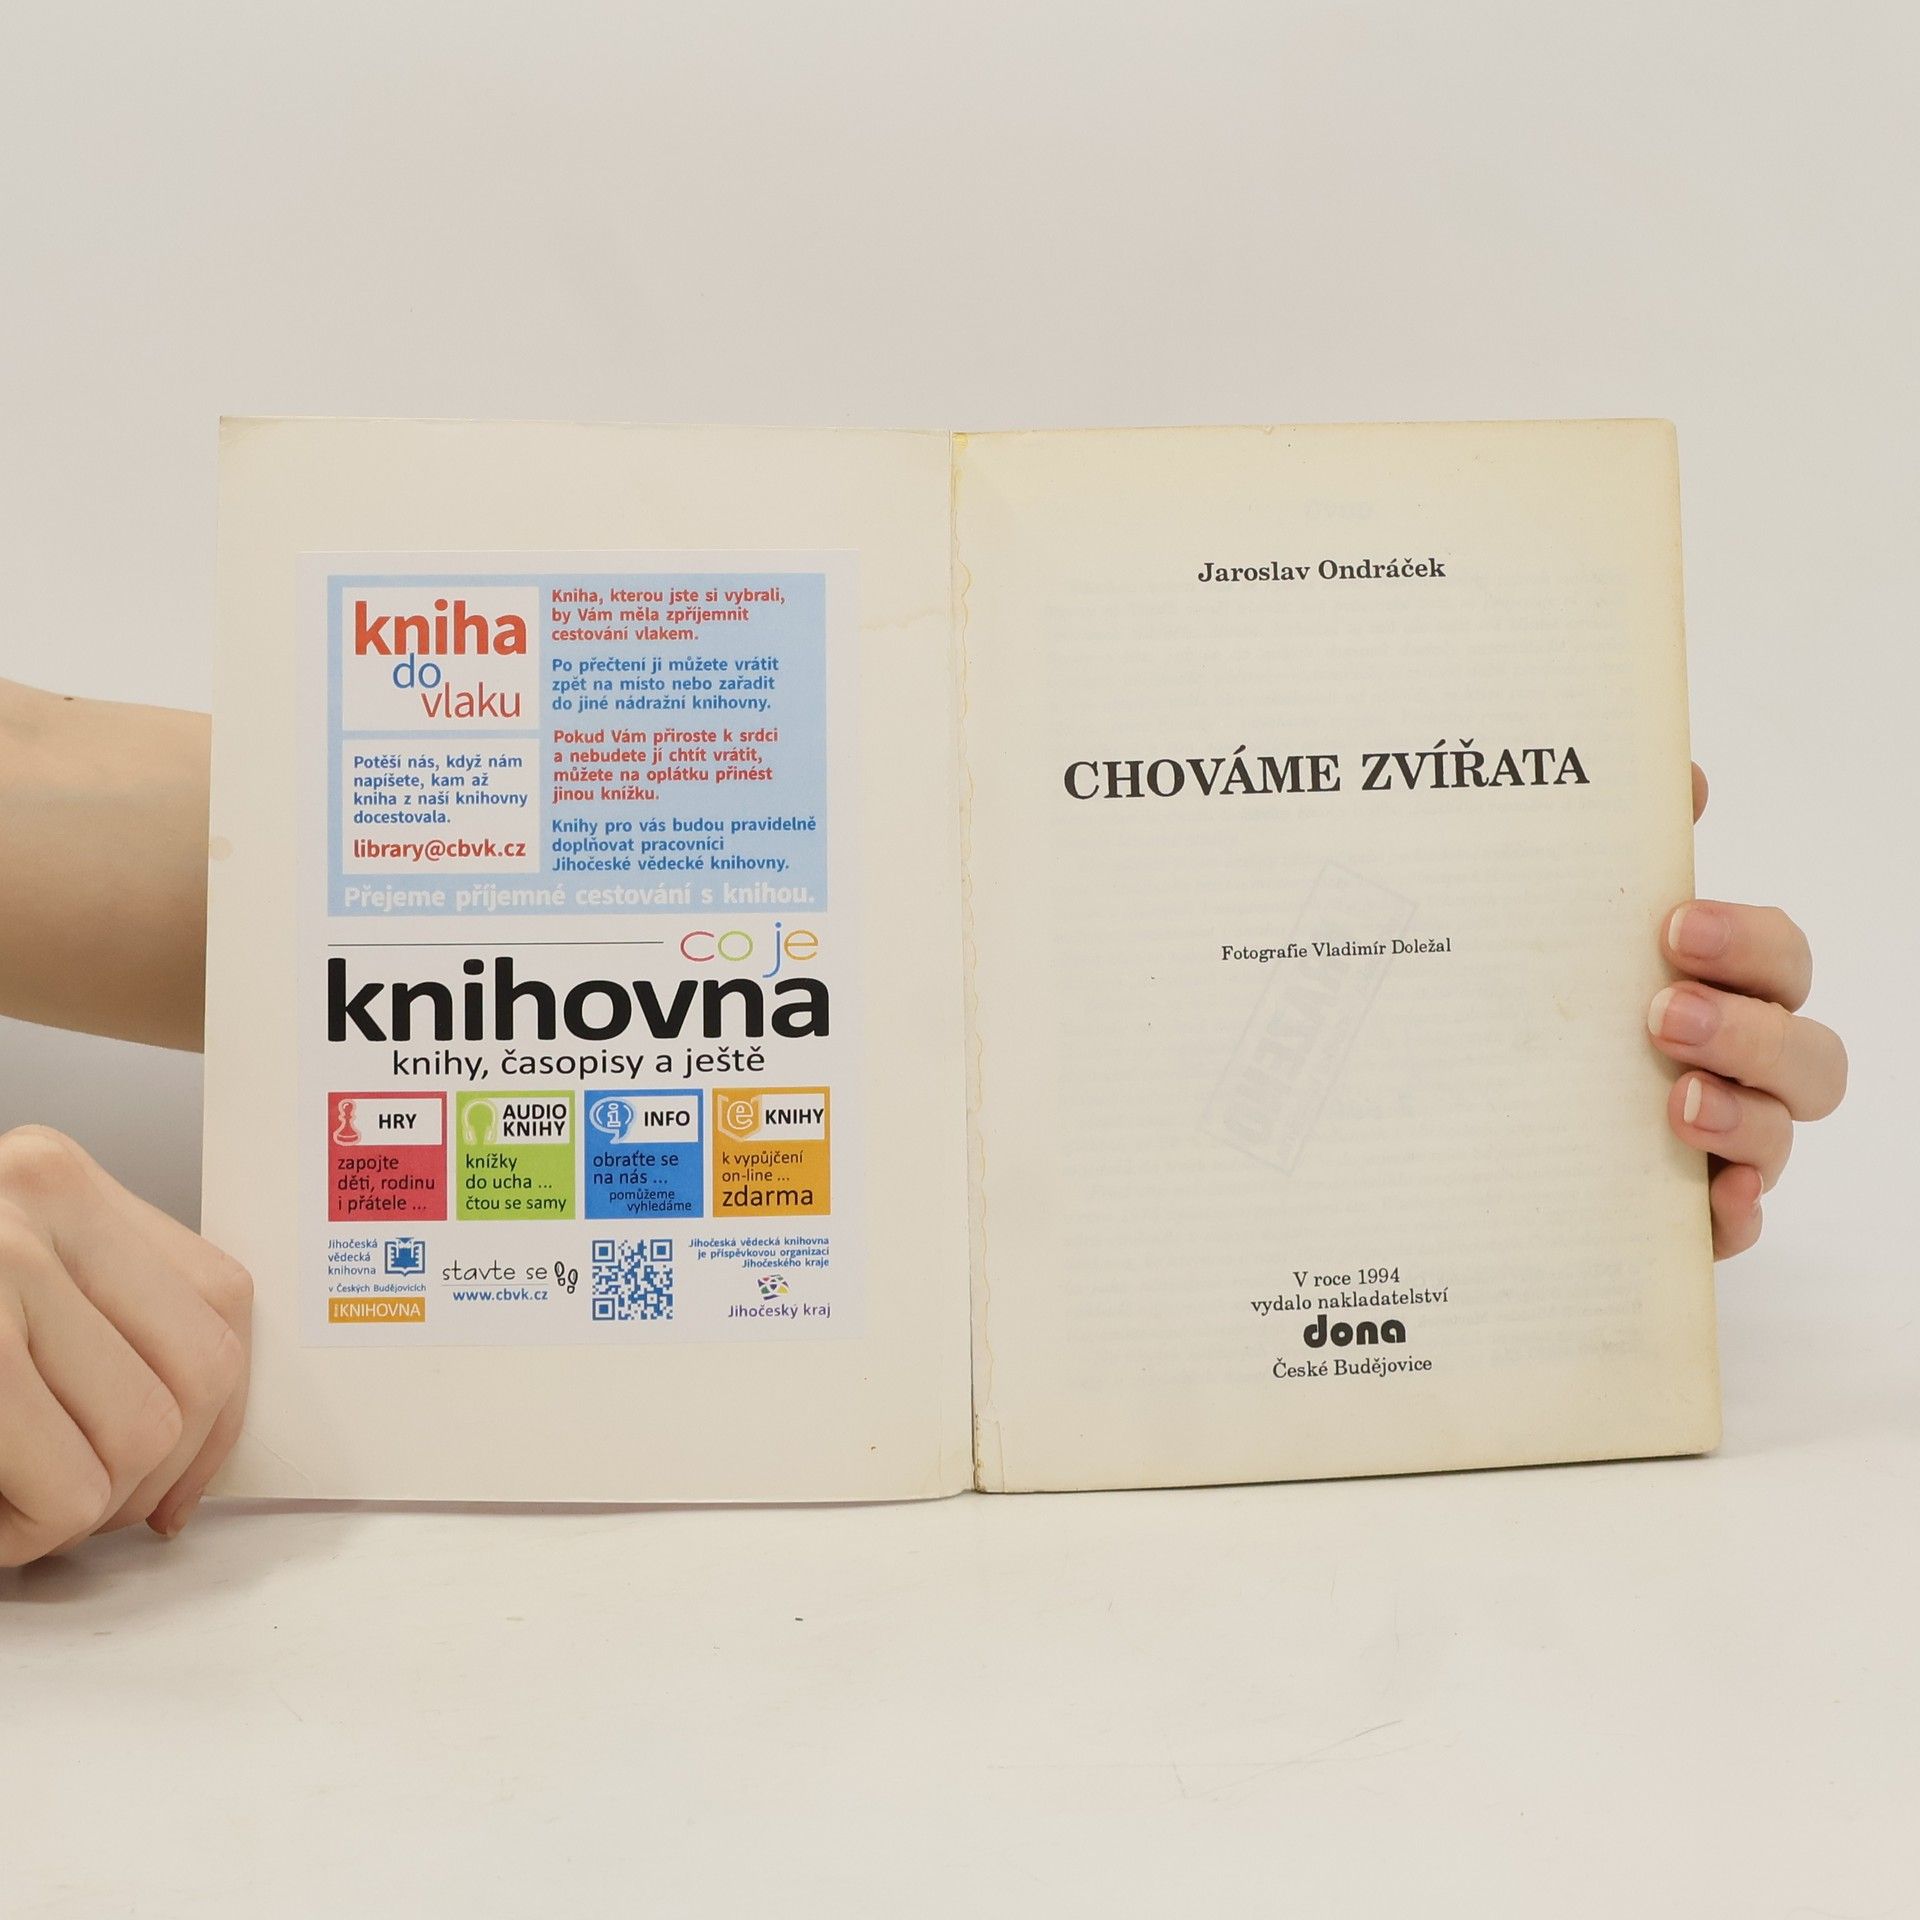 kniha
do
vlaku
Potěší nás, když nám
napíšete, kam až
kniha z naší knihovny
docestovala.
library@cbvk.cz
Kniha, kterou jste si vybrali,
by Vám měla zpříjemnit
cestování vlakem.
Po přečtení ji můžete vrátit
zpět na místo nebo zařadit
do jiné nádražní knihovny.
Pokud Vám přiroste k srdci
a nebudete jí chtít vrátit,
můžete na oplátku přinést
jinou knížku.
Knihy pro vás budou pravidelně
doplňovat pracovníci
Jihočeské vědecké knihovny.
Přejeme příjemné cestování s knihou.
co je
knihovna
knihy, časopisy a ještě
HRY
zapojte
děti, rodinu
i přátele ...
AUDIO
KNIHY
knížky
do ucha ...
čtou se samy
INFO
obraťte se
na nás ...
pomůžeme
vyhledáme
e KNIHY
k vypůjčení
on-line ...
zdarma
Jihočeská
vědecká
knihovna
v Českých Budějovicích
KNIHOVNA
stavte se
www.cbvk.cz
Jihočeská vědecká knihovna
je příspěvkovou organizací
Jihočeského kraje
Jihočeský kraj
Jaroslav Ondráček
CHOVÁME ZVÍŘATA
Fotografie Vladimír Doležal
V roce 1994
vydalo nakladatelství
dona
České Budějovice